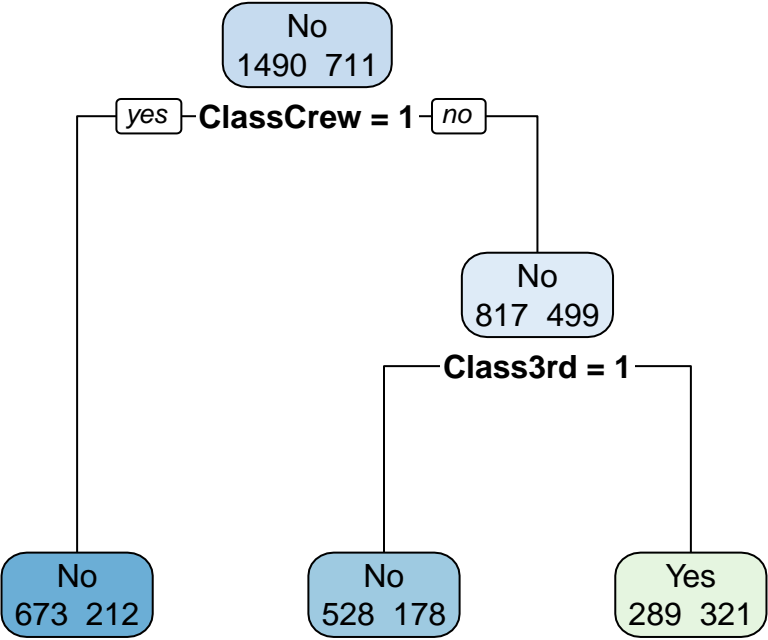 No
1490 711
yes ClassCrew = 1 no
No
817 499
Class3rd = 1
No
673 212
No
528 178
Yes
289 321